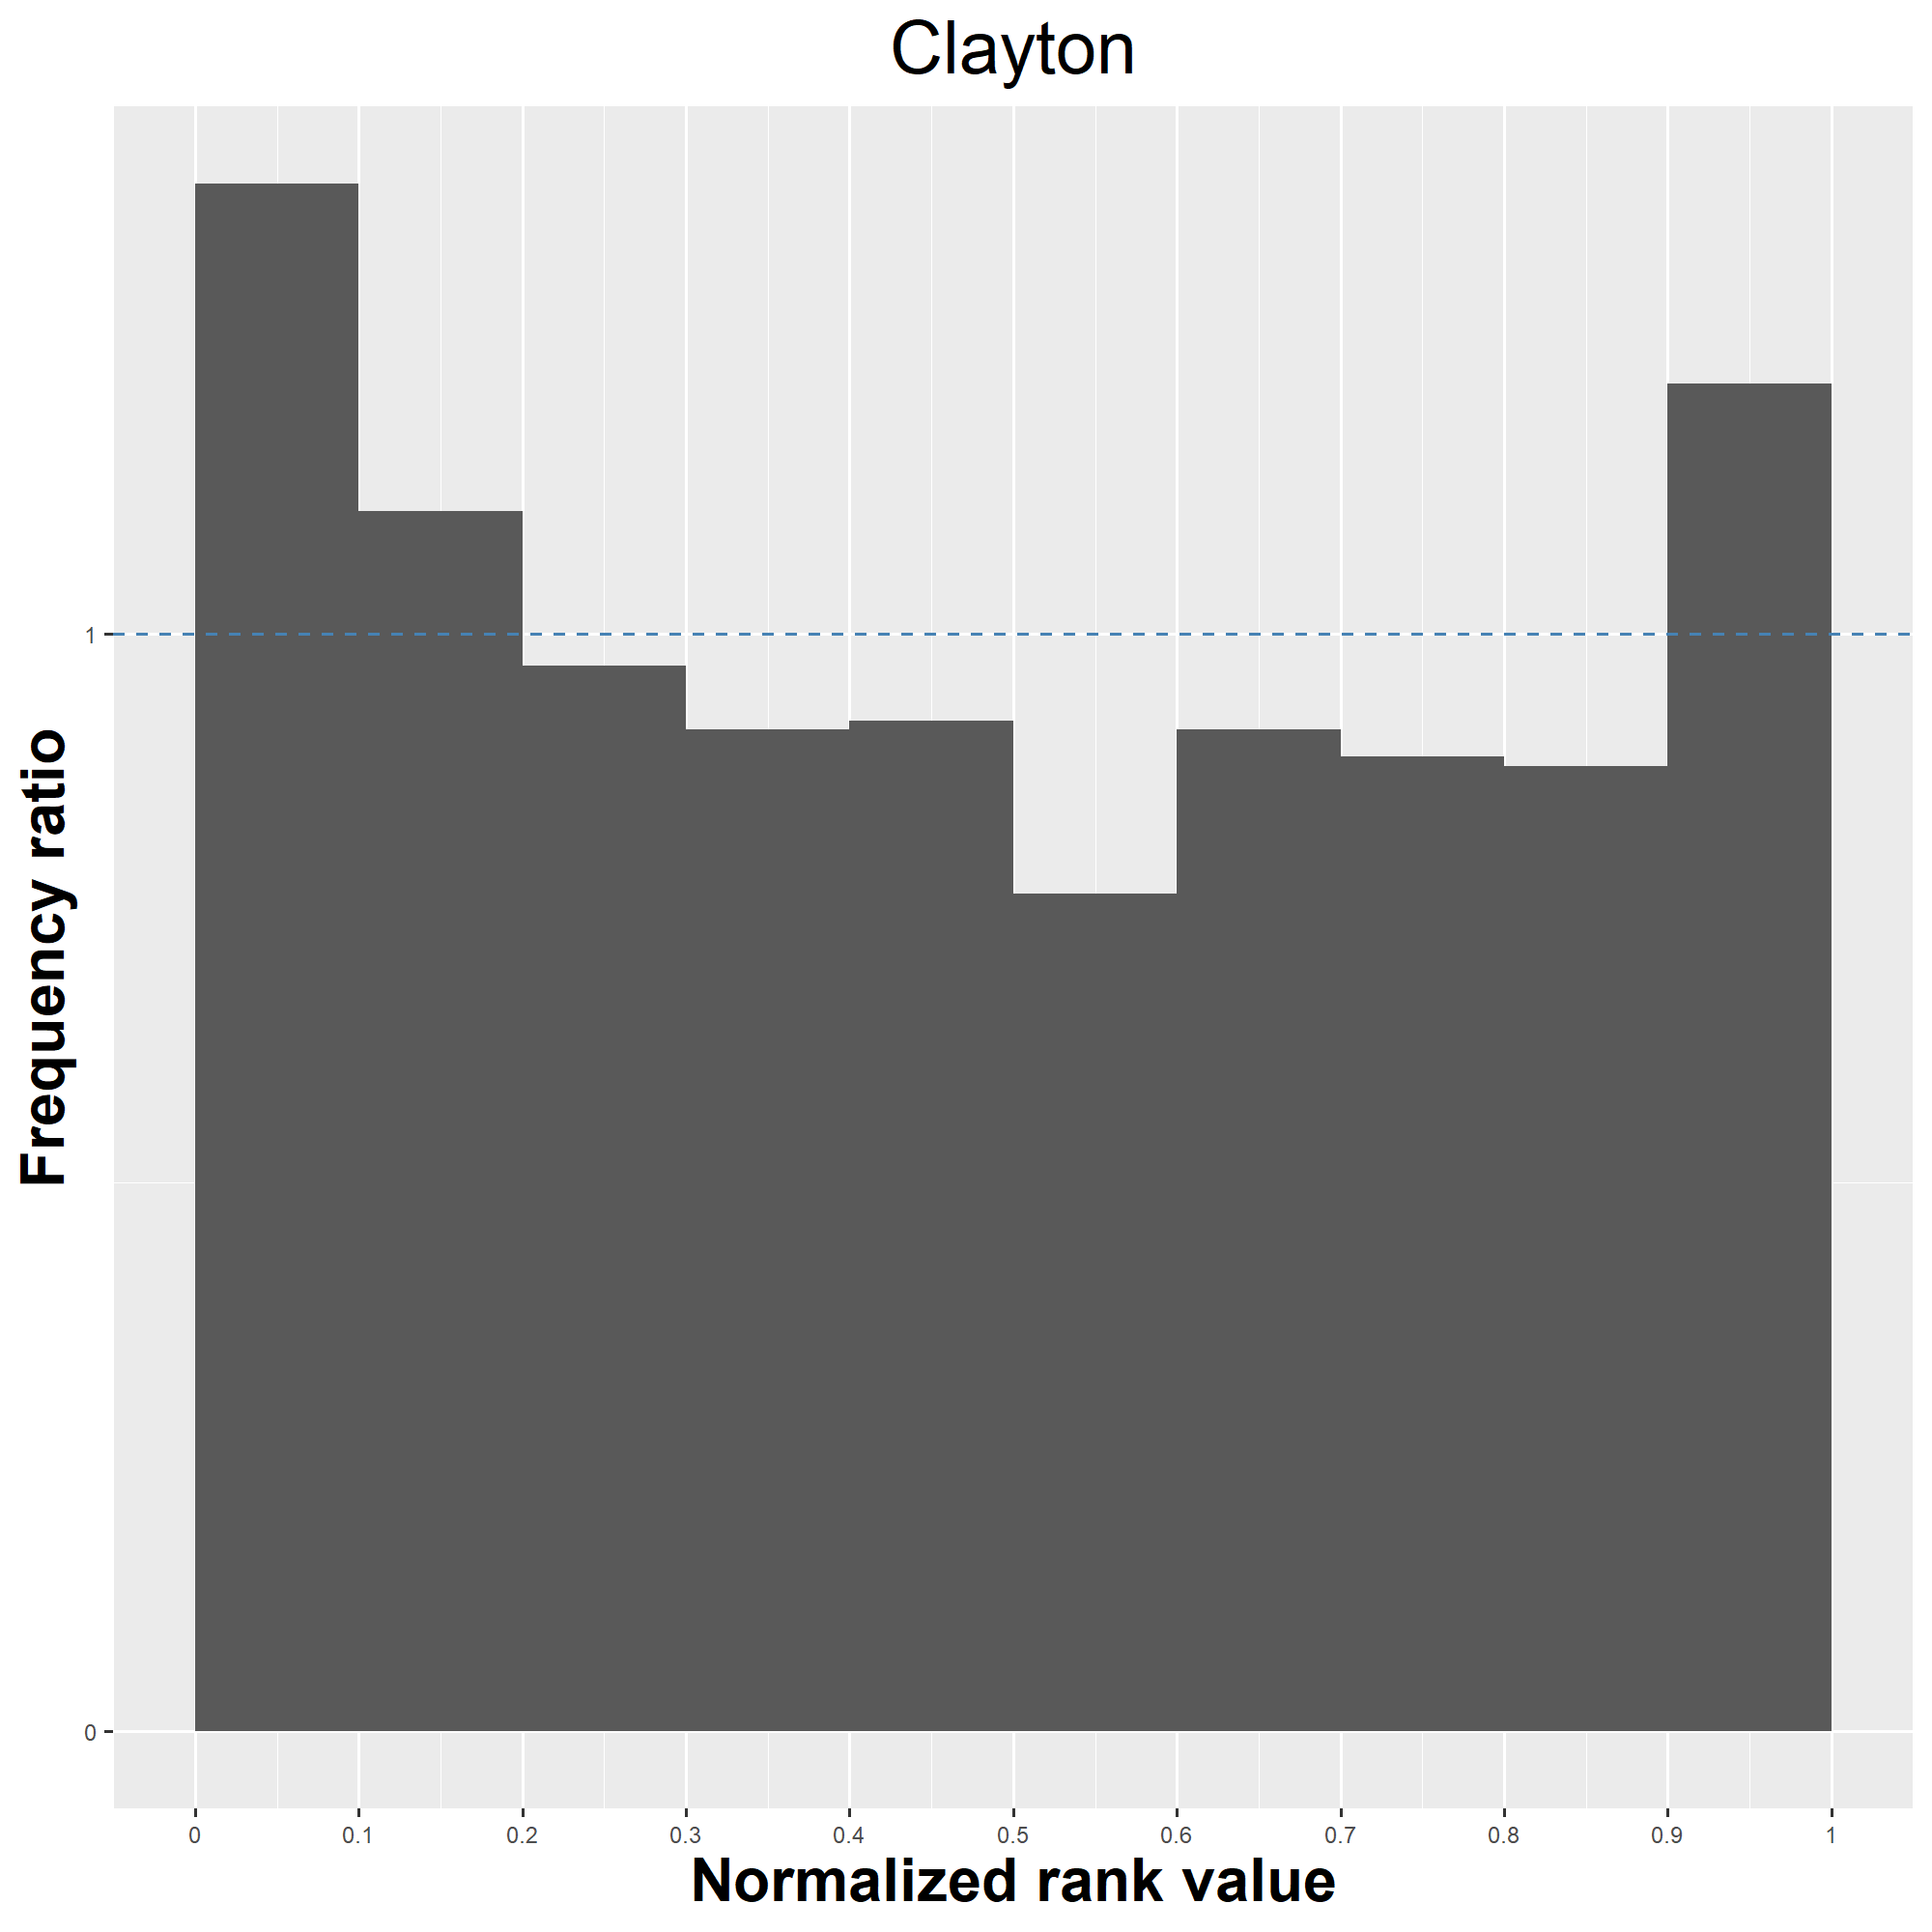 Clayton
Frequency ratio
1
0
0 0.1 0.2 0.3 0.4 0.5 0.6 0.7 0.8 0.9 1
Normalized rank value